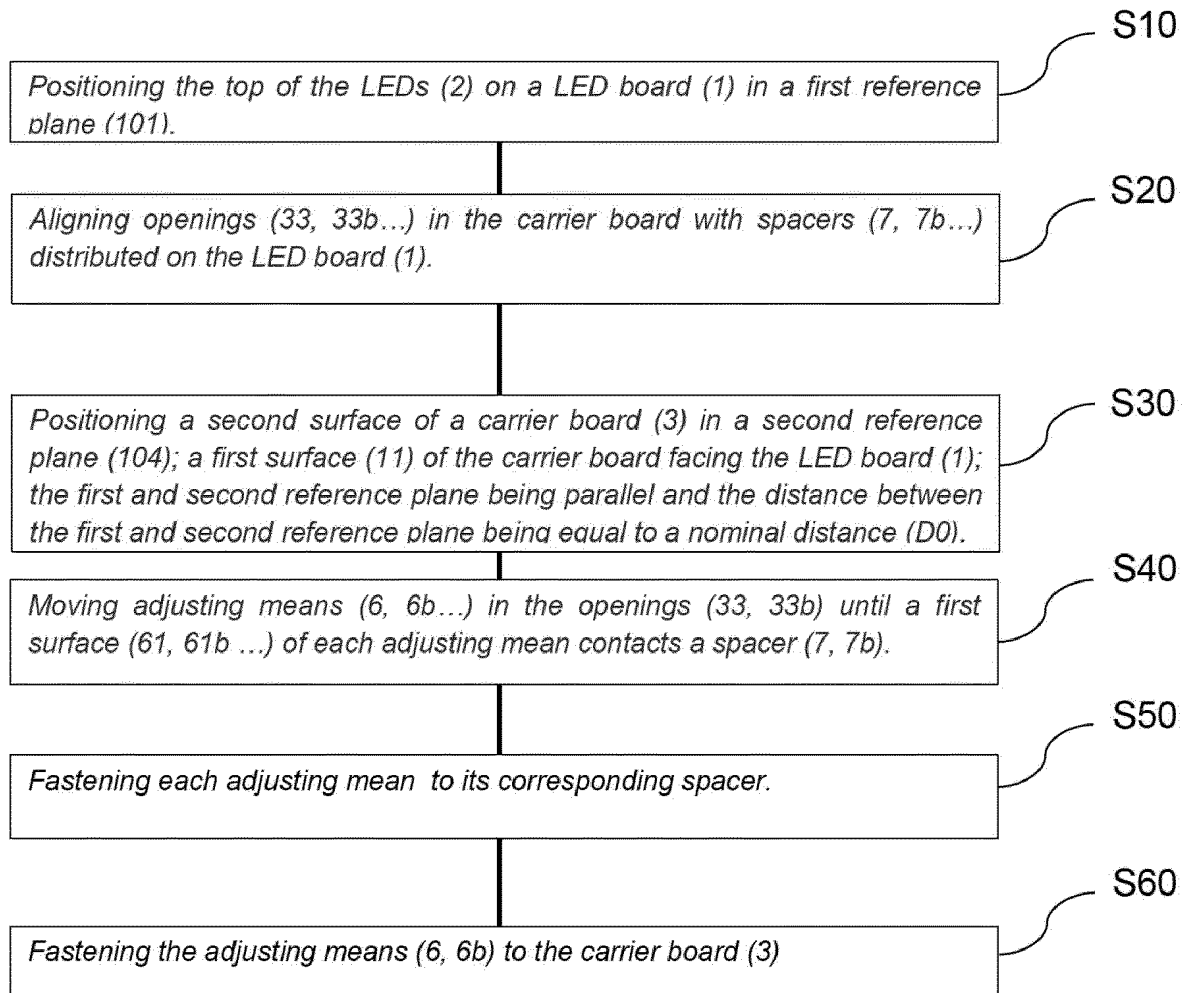 S10
Positioning the top of the LEDs (2) on a LED board (1) in a first reference
plane (101).
S20
Aligning openings (33, 33b…) in the carrier board with spacers (7, 7b…)
distributed on the LED board (1).
S30
Positioning a second surface of a carrier board (3) in a second reference
plane (104); a first surface (11) of the carrier board facing the LED board (1);
the first and second reference plane being parallel and the distance between
the first and second reference plane being equal to a nominal distance (D0).
S40
Moving adjusting means (6, 6b…) in the openings (33, 33b) until a first
surface (61, 61b …) of each adjusting mean contacts a spacer (7, 7b).
S50
Fastening each adjusting mean to its corresponding spacer.
S60
Fastening the adjusting means (6, 6b) to the carrier board (3)